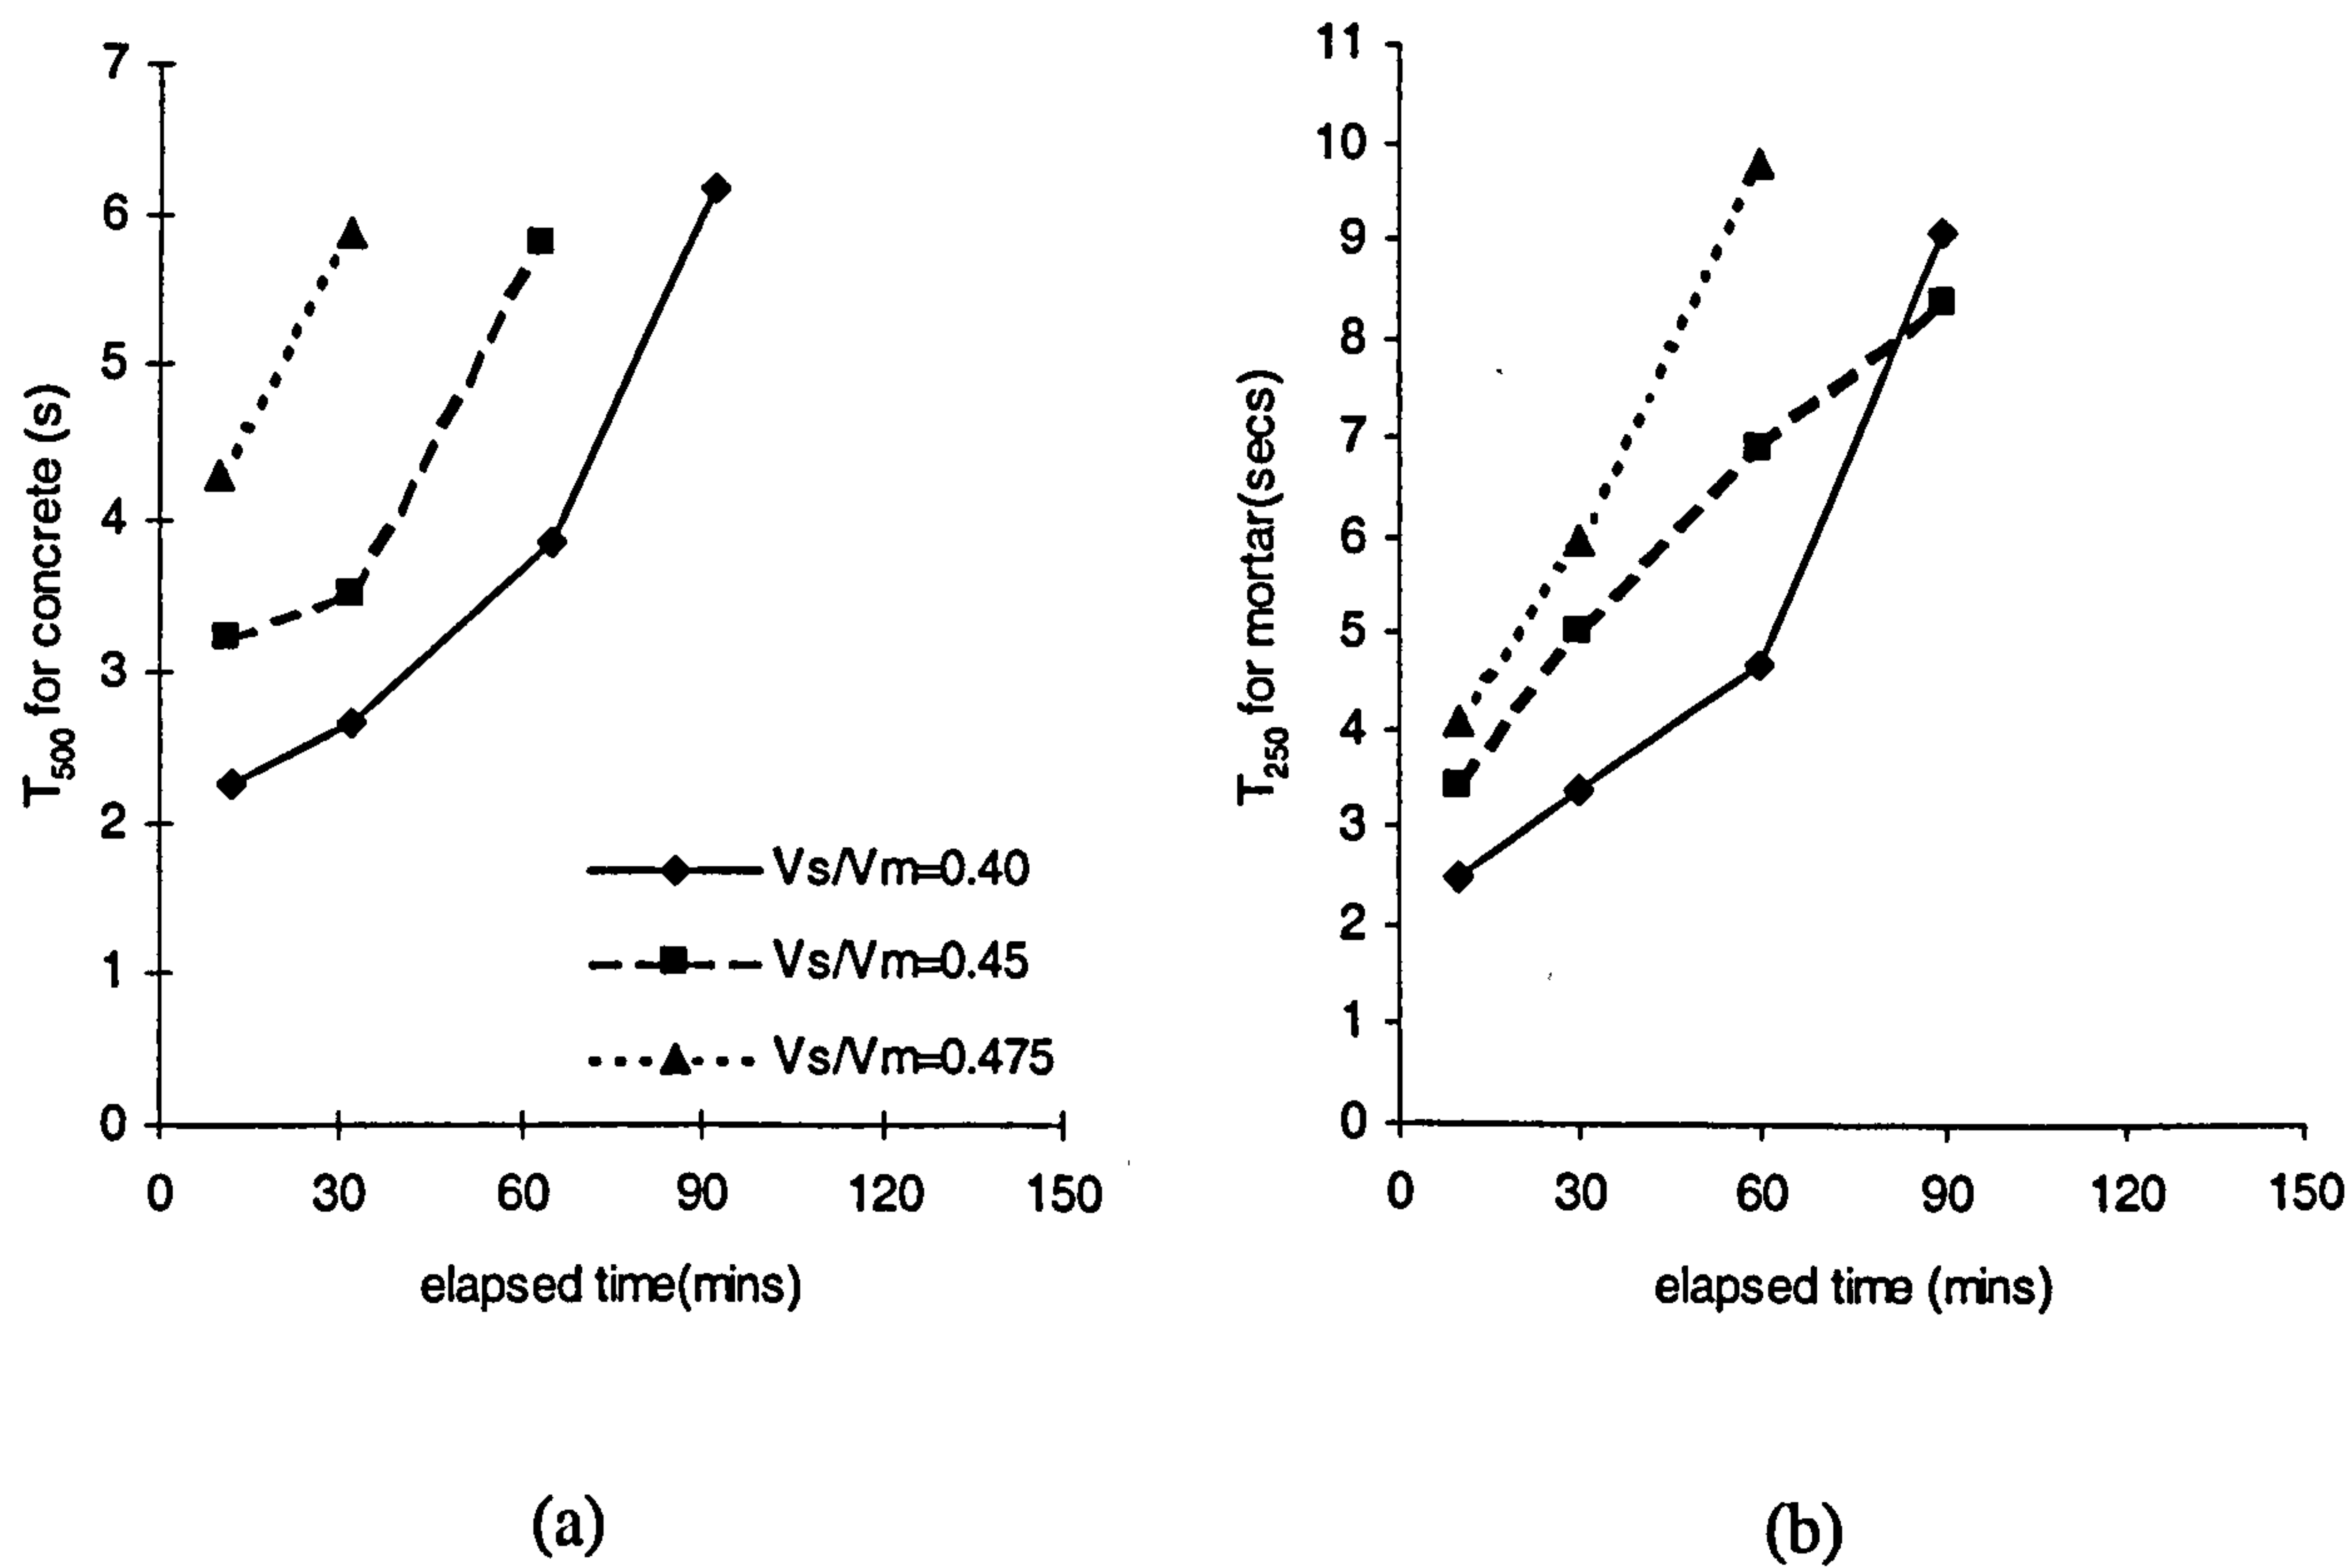 7
6
5
4
3
2
1
0
T500 for concrete (s)
Vs/Vm=0.40
Vs/Vm=0.45
Vs/Vm=0.475
0 30 60 90 120 150
elapsed time(mins)
(a)
11
10
9
8
7
6
5
4
3
2
1
0
T250 for mortar(secs)
0 30 60 90 120 150
elapsed time (mins)
(b)